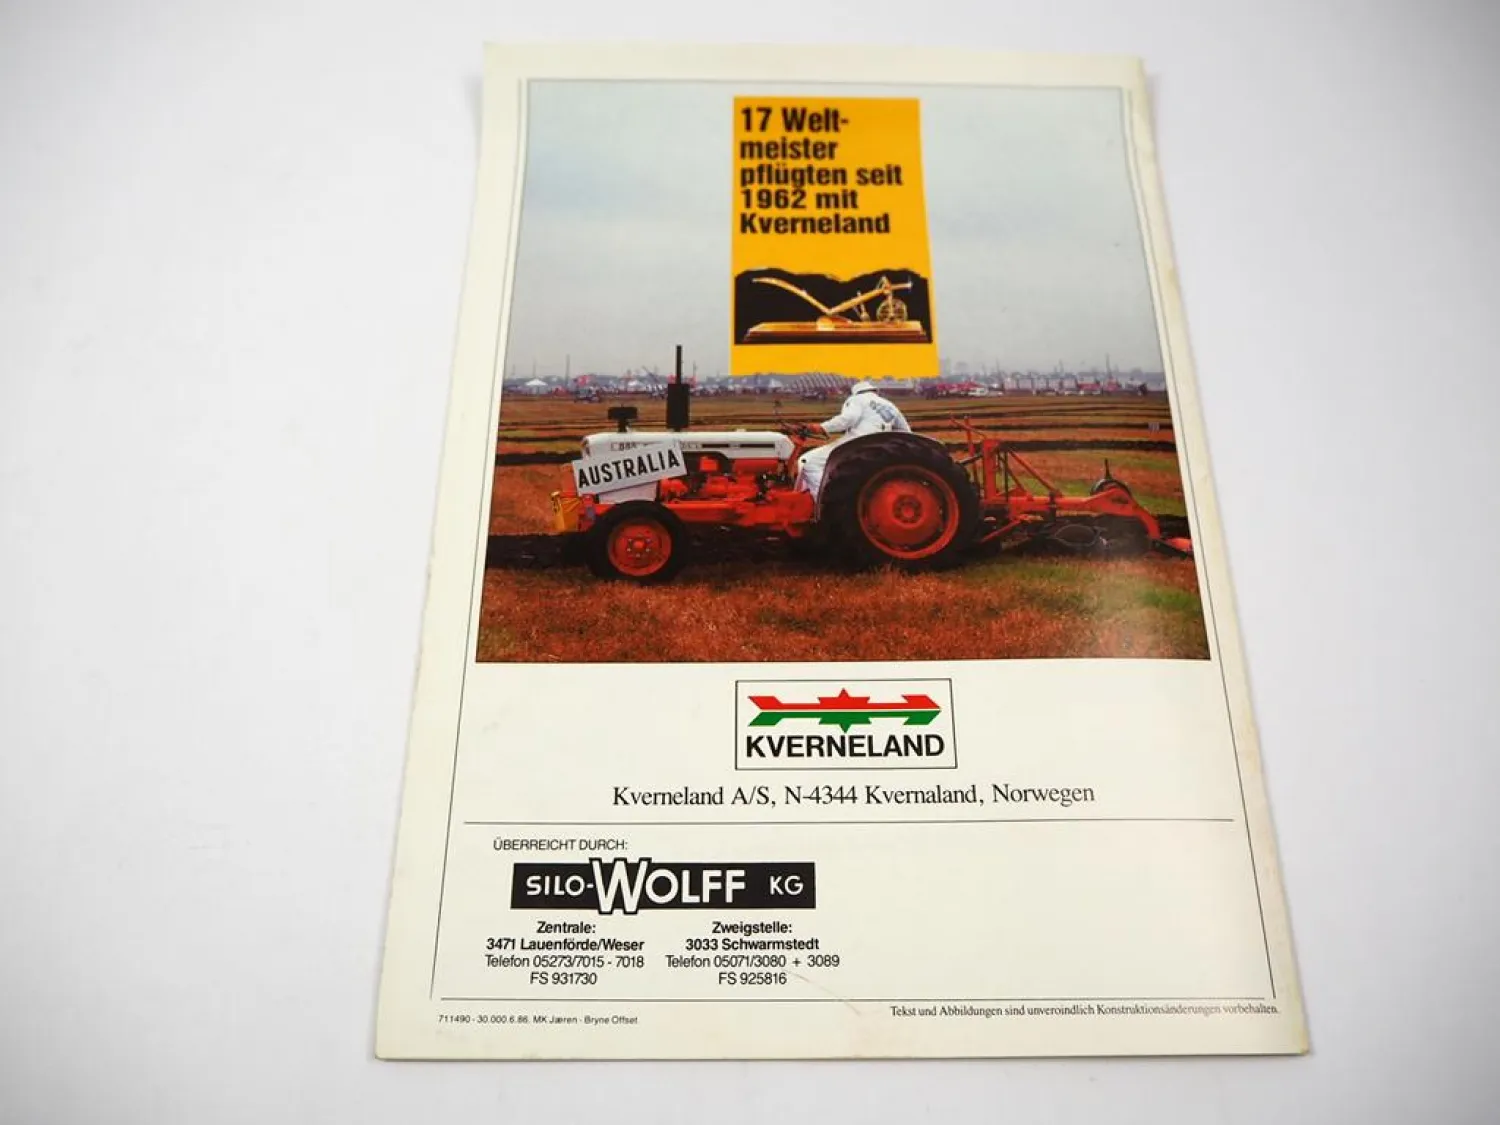 17 Welt-
meister
pflügten seit
1962 mit
Kverneland
AUSTRALIA
KVERNELAND
Kverneland A/S, N-4344 Kvernaland, Norwegen
ÜBERREICHT DURCH:
SILO-WOLFF KG
Zentrale:
3471 Lauenförde/Weser
Telefon 05273/7015 - 7018
FS 931730
Zweigstelle:
3033 Schwarmstedt
Telefon 05071/3080 + 3089
FS 925816
711490 - 30.000.6.86. MK Jæren - Bryne Offset
Tekst und Abbildungen sind unveroindlich Konstruktionsänderungen vorbehalten.